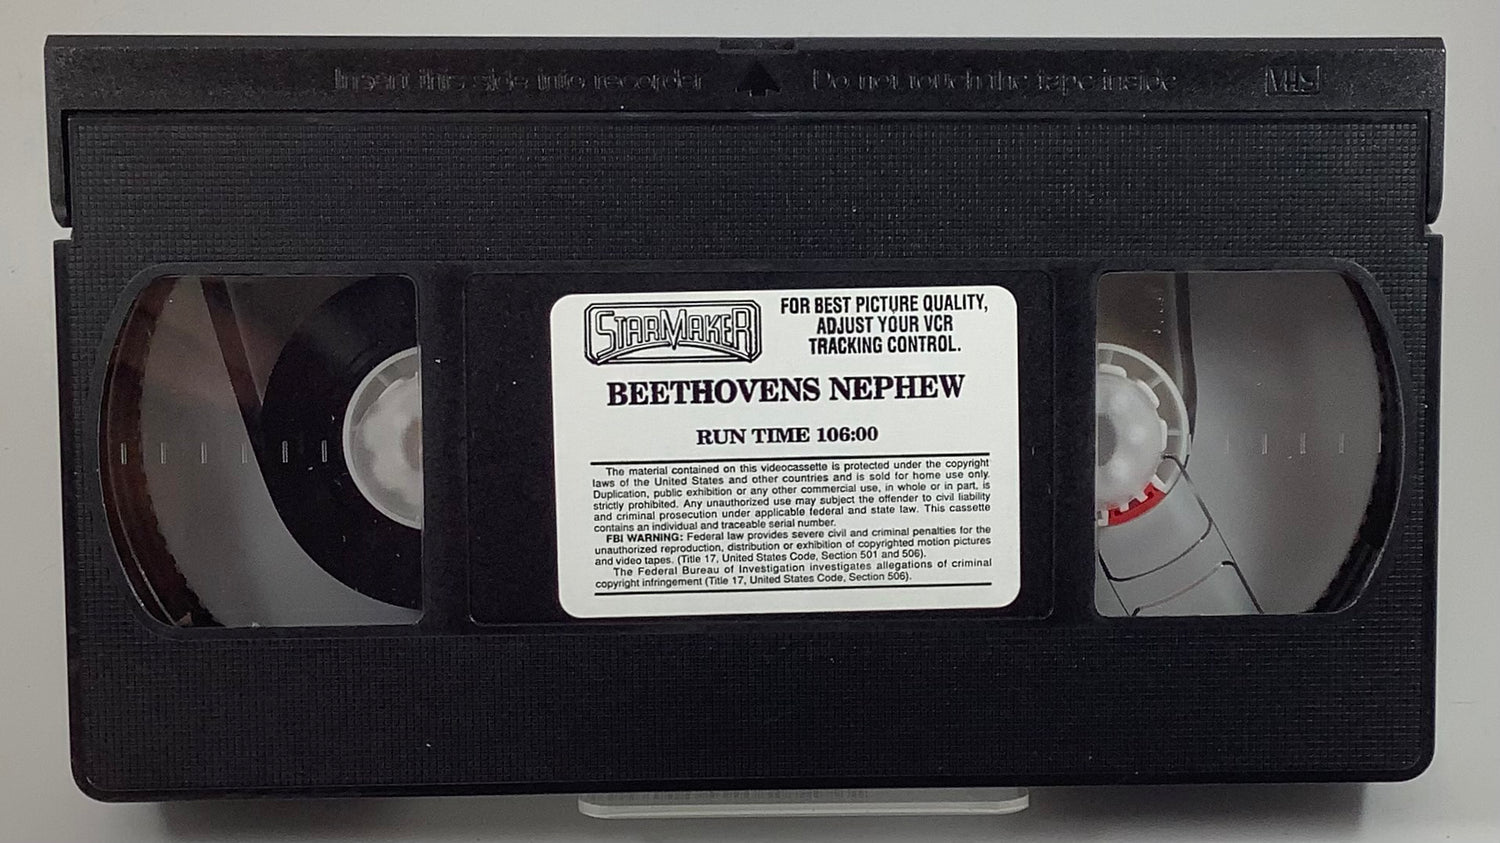 Insert this side into recorder Do not touch the tape inside VHS
STARMAKER
FOR BEST PICTURE QUALITY,
ADJUST YOUR VCR
TRACKING CONTROL.
BEETHOVENS NEPHEW
RUN TIME 106:00
The material contained on this videocassette is protected under the copyright
laws of the United States and other countries and is sold for home use only.
Duplication, public exhibition or any other commercial use, in whole or in part, is
strictly prohibited. Any unauthorized use may subject the offender to civil liability
and criminal prosecution under applicable federal and state law. This cassette
contains an individual and traceable serial number.
FBI WARNING: Federal law provides severe civil and criminal penalties for the
unauthorized reproduction, distribution or exhibition of copyrighted motion pictures
and video tapes. (Title 17, United States Code, Section 501 and 506).
The Federal Bureau of Investigation investigates allegations of criminal
copyright infringement (Title 17, United States Code, Section 506).